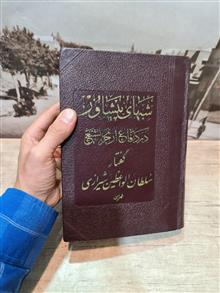 شبهای پیشاور
در دفاع از حریم تشیع
گفتار
سلطان الواعظین شیرازی